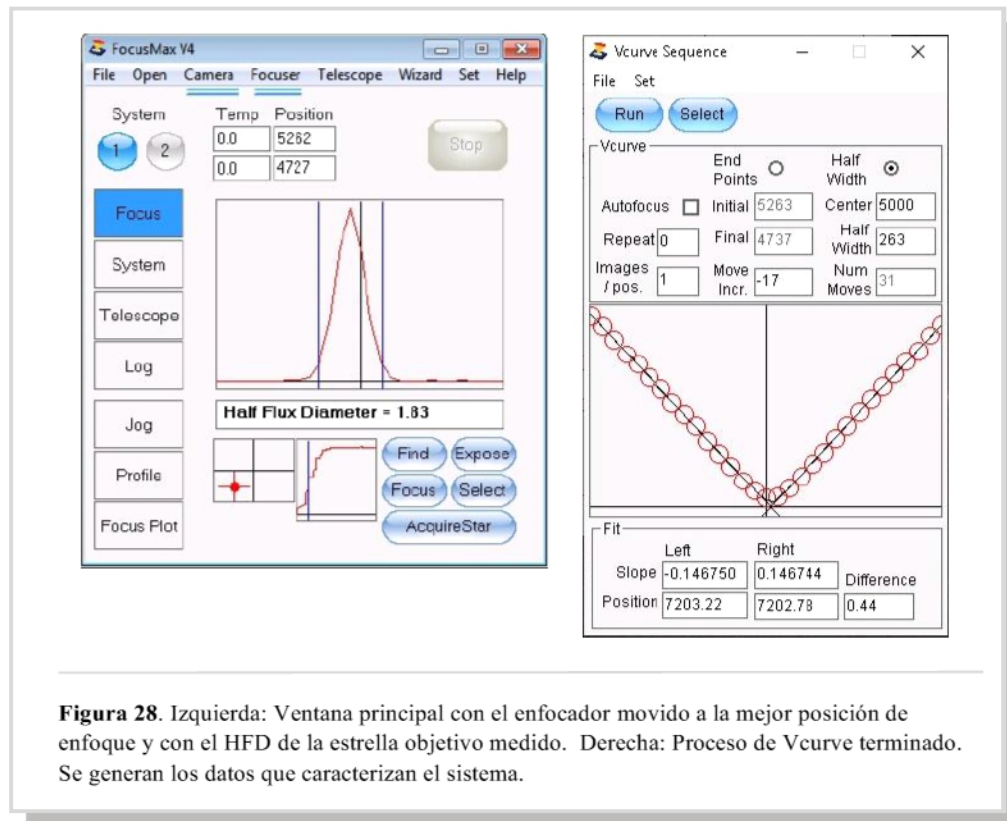 FocusMax V4
File Open Camera Focuser Telescope Wizard Set Help
System Temp Position
1 2 0.0 5262
0.0 4727
Stop
Focus
System
Telescope
Log
Jog
Profile
Focus Plot
Half Flux Diameter = 1.83
Find Expose
Focus Select
AcquireStar
Vcurve Sequence
File Set
Run Select
Vcurve
End Points Half Width
Autofocus Initial 5263 Center 5000
Repeat 0 Final 4737 Half Width 263
Images / pos. 1 Move Incr. -17 Num Moves 31
Fit
Left Right
Slope -0.146750 0.146744 Difference
Position 7203.22 7202.78 0.44
Figura 28. Izquierda: Ventana principal con el enfocador movido a la mejor posición de
enfoque y con el HFD de la estrella objetivo medido. Derecha: Proceso de Vcurve terminado.
Se generan los datos que caracterizan el sistema.